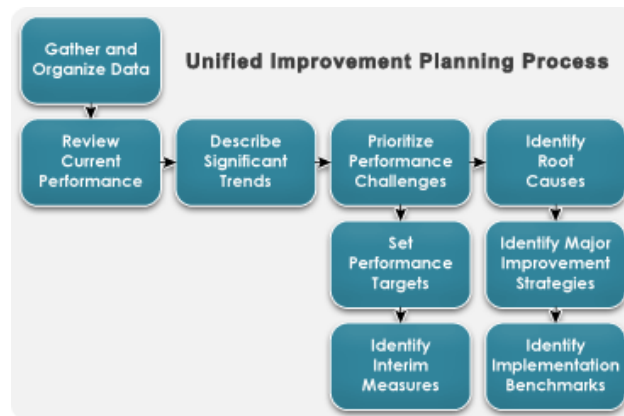 Gather and
Organize Data
Unified Improvement Planning Process
Review
Current
Performance
Describe
Significant
Trends
Prioritize
Performance
Challenges
Identify
Root
Causes
Set
Performance
Targets
Identify Major
Improvement
Strategies
Identify
Interim
Measures
Identify
Implementation
Benchmarks